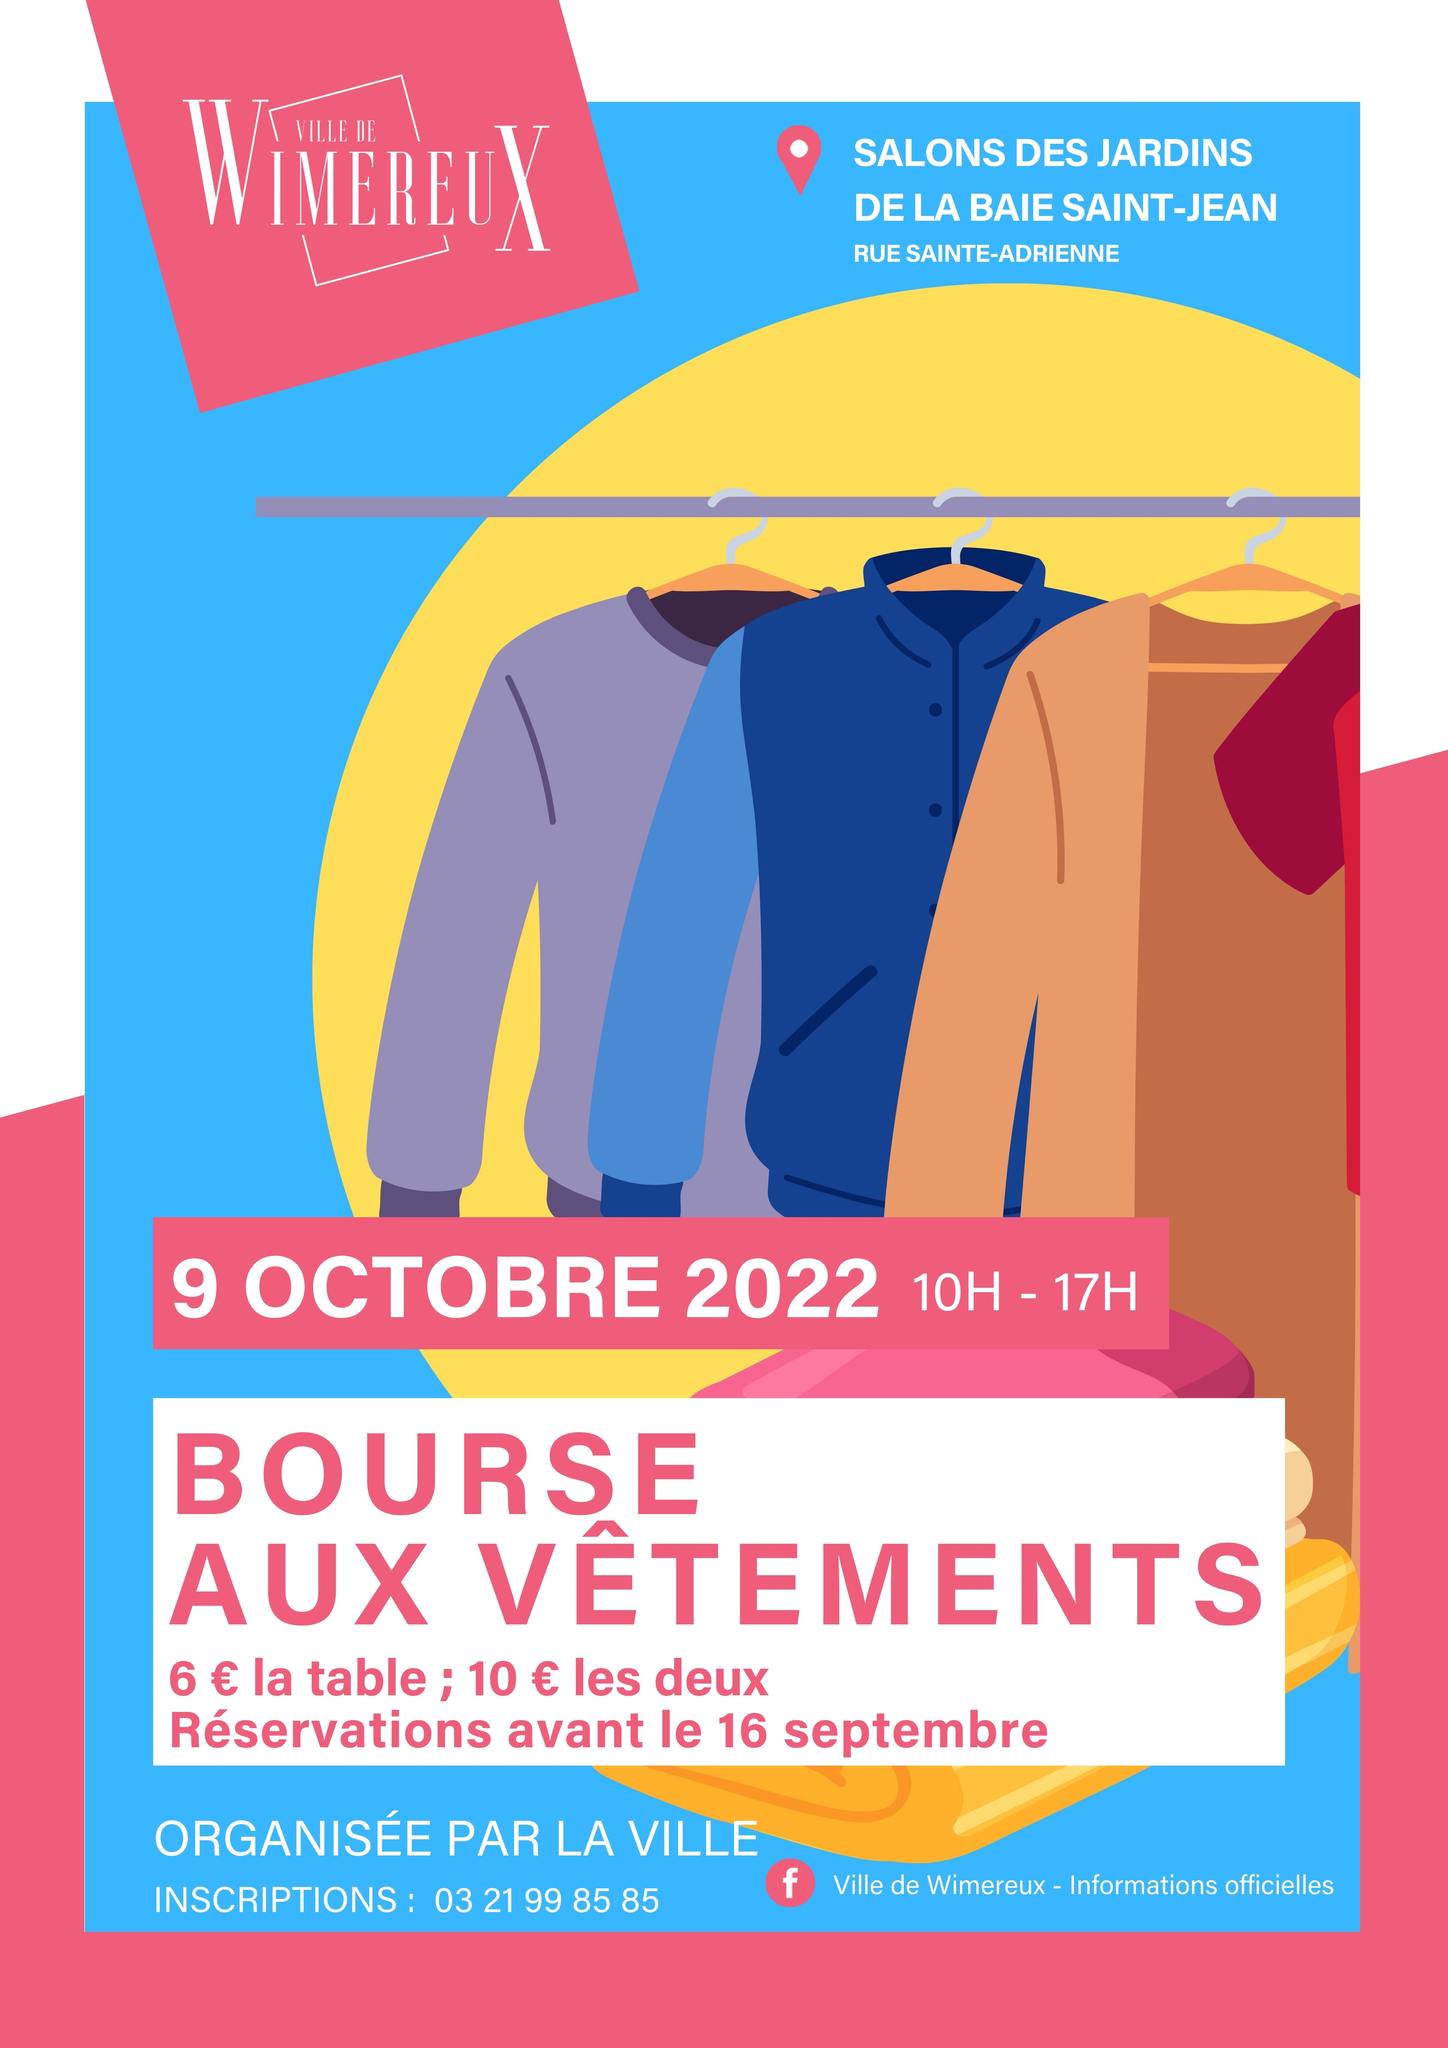 VILLE DE
WIMEREUX
SALONS DES JARDINS
DE LA BAIE SAINT-JEAN
RUE SAINTE-ADRIENNE
9 OCTOBRE 2022 10H - 17H
BOURSE
AUX VÊTEMENTS
6 € la table ; 10 € les deux
Réservations avant le 16 septembre
ORGANISÉE PAR LA VILLE
INSCRIPTIONS : 03 21 99 85 85
f Ville de Wimereux - Informations officielles